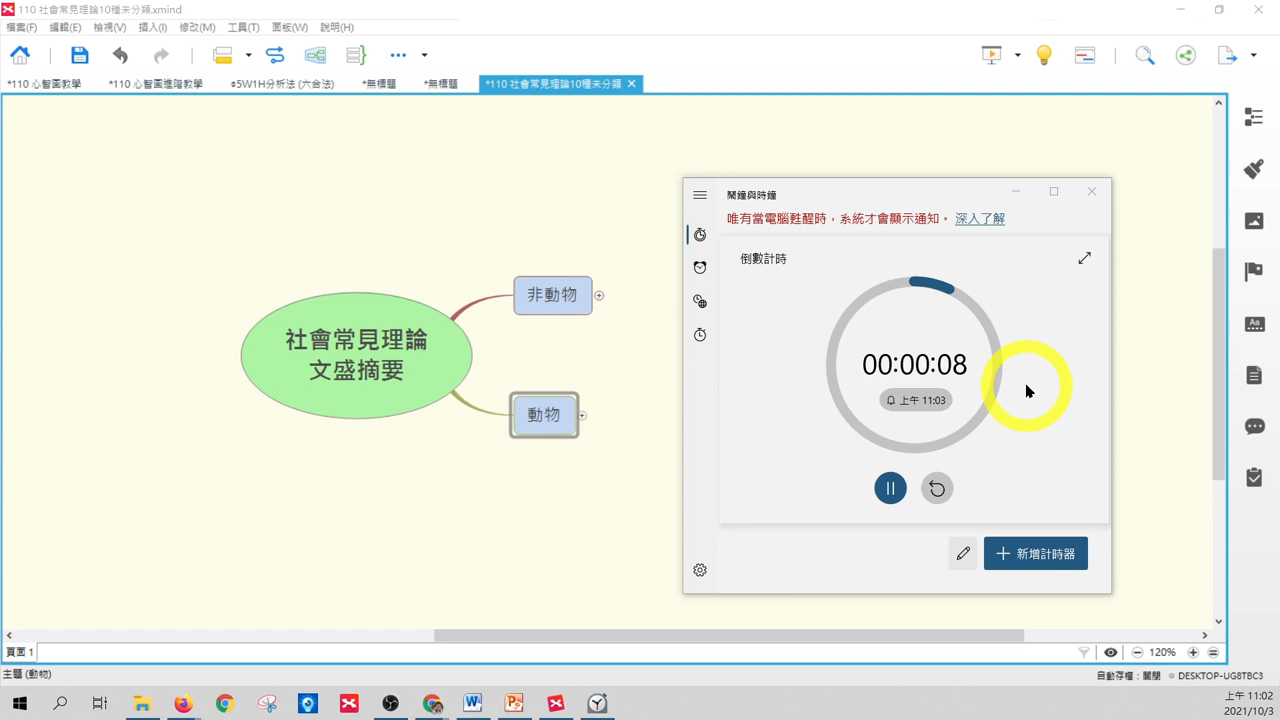 110 社會常見理論10種未分類.xmind
檔案(F) 編輯(E) 檢視(V) 插入(I) 修改(M) 工具(T) 面板(W) 說明(H)
*110 心智圖教學 *110 心智圖進階教學 5W1H分析法 (六合法) *無標題 *無標題 *110 社會常見理論10種未分類
鬧鐘與時鐘
唯有當電腦甦醒時，系統才會顯示通知。 深入了解
倒數計時
00:00:08
上午 11:03
新增計時器
社會常見理論
文盛摘要
非動物
動物
Aa
頁面 1
120%
主題 (動物)
自動存檔：關閉 DESKTOP-UG8TBC3
上午 11:02
2021/10/3